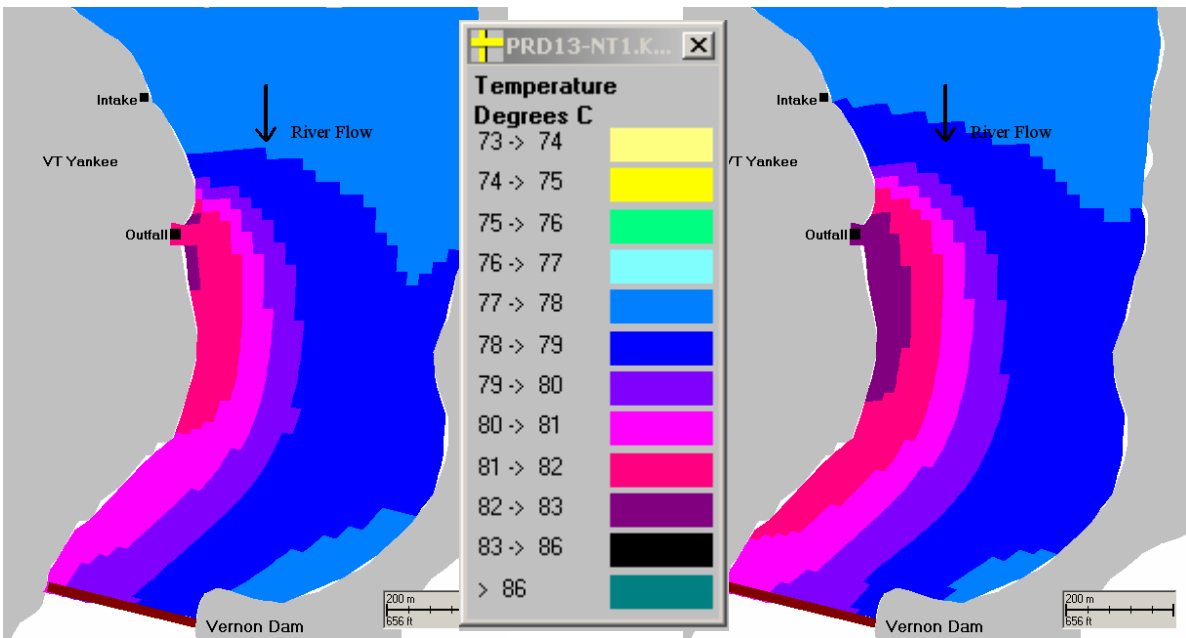 Intake
River Flow
VT Yankee
Outfall
200 m
656 ft
Vernon Dam
PRD13-NT1.K...
Temperature
Degrees C
73 -> 74
74 -> 75
75 -> 76
76 -> 77
77 -> 78
78 -> 79
79 -> 80
80 -> 81
81 -> 82
82 -> 83
83 -> 86
> 86
Intake
River Flow
/T Yankee
Outfall
200 m
656 ft
Vernon Dam